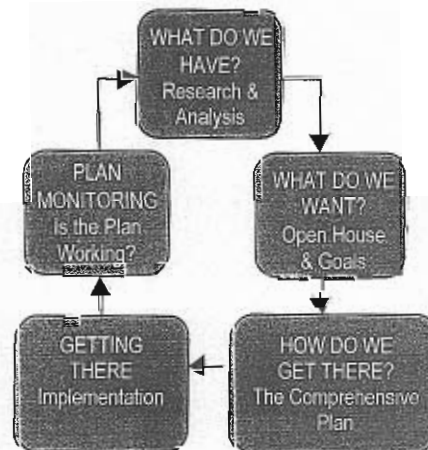 WHAT DO WE
HAVE?
Research &
Analysis
WHAT DO WE
WANT?
Open House
& Goals
HOW DO WE
GET THERE?
The Comprehensive
Plan
GETTING
THERE
Implementation
PLAN
MONITORING
Is the Plan
Working?